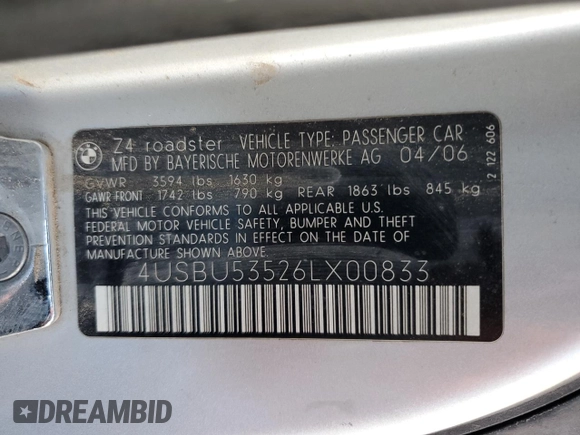 BMW
Z4 roadster VEHICLE TYPE: PASSENGER CAR
MFD BY BAYERISCHE MOTORENWERKE AG 04/06
GVWR 3594 lbs 1630 kg
GAWR FRONT 1742 lbs 790 kg REAR 1863 lbs 845 kg
THIS VEHICLE CONFORMS TO ALL APPLICABLE U.S.
FEDERAL MOTOR VEHICLE SAFETY, BUMPER AND THEFT
PREVENTION STANDARDS IN EFFECT ON THE DATE OF
MANUFACTURE SHOWN ABOVE.
4USBU53526LX00833
2 122 606
DREAMBID